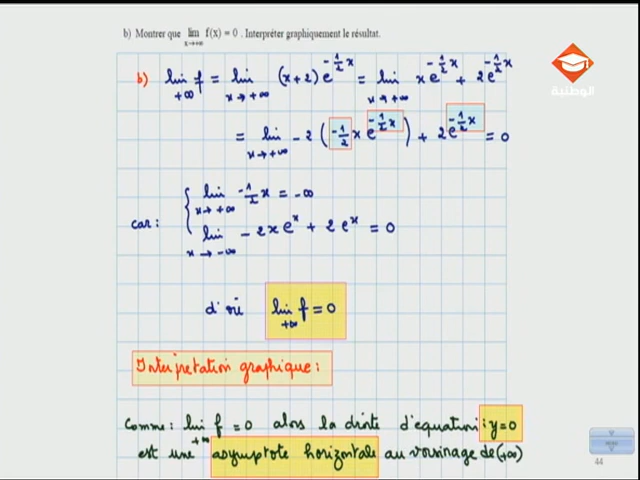 b) Montrer que lim f(x) = 0 . Interpréter graphiquement le résultat.
x→+∞
b) lim f = lim (x+2) e^{-1/2 x} = lim x e^{-1/2 x} + 2e^{-1/2 x}
+∞ x→+∞ x→+∞
= lim -2 ( -1/2 x e^{-1/2 x} ) + 2 e^{-1/2 x} = 0
x→+∞
lim -1/2 x = -∞
x→+∞
car :
lim -2x e^x + 2 e^x = 0
x→-∞
d'où lim f = 0
+∞
Interprétation graphique :
Comme : lim f = 0 alors la droite d'équation : y=0
+∞
est une asymptote horizontale au voisinage de (+∞)
الوطنية
MENU
44